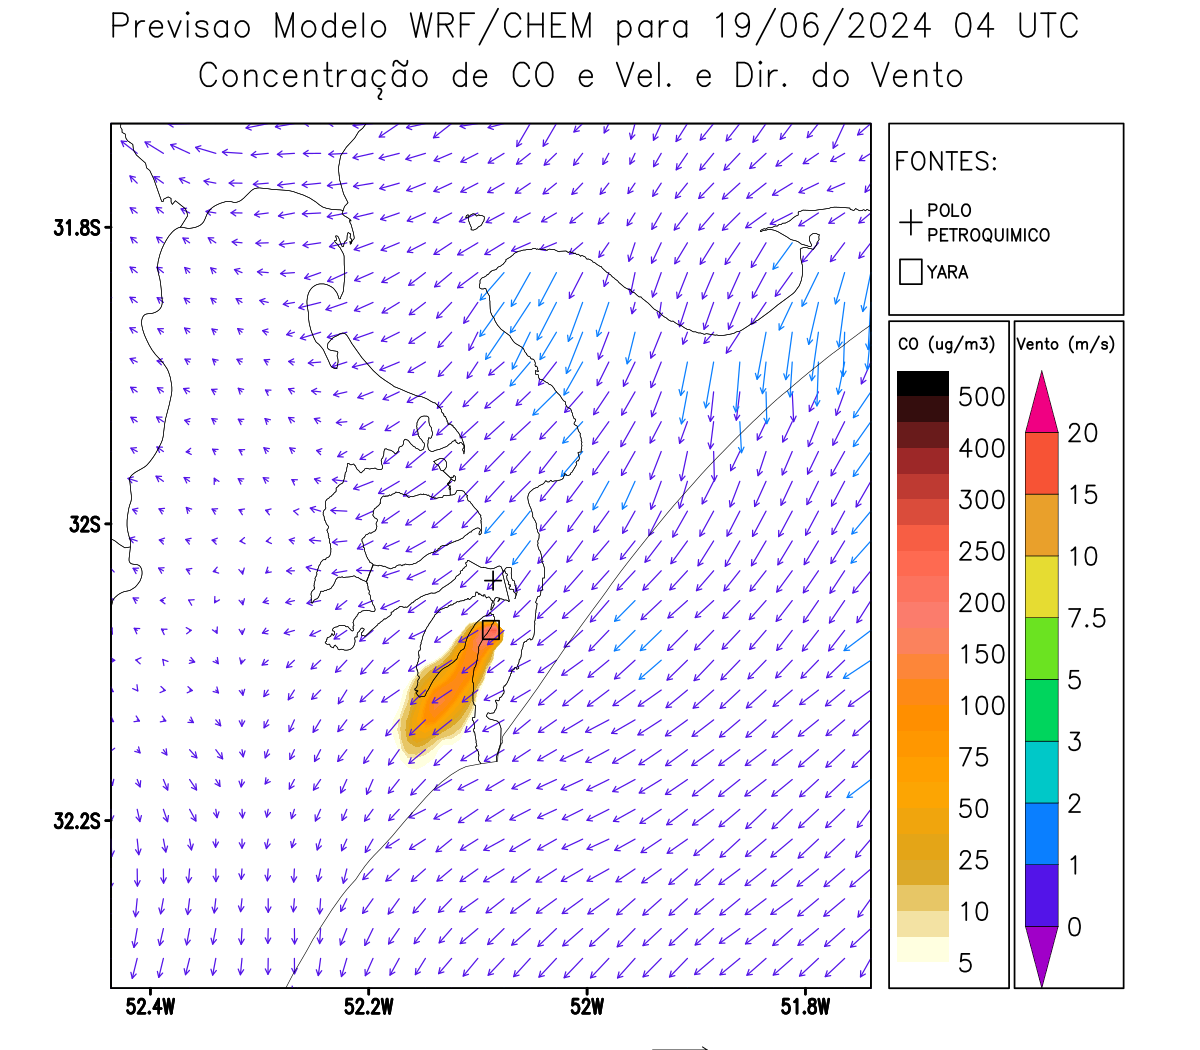 Previsao Modelo WRF/CHEM para 19/06/2024 04 UTC
Concentração de CO e Vel. e Dir. do Vento
FONTES:
POLO
PETROQUIMICO
YARA
CO (ug/m3)
500
400
300
250
200
150
100
75
50
25
10
5
Vento (m/s)
20
15
10
7.5
5
3
2
1
0
31.8S
32S
32.2S
52.4W
52.2W
52W
51.8W